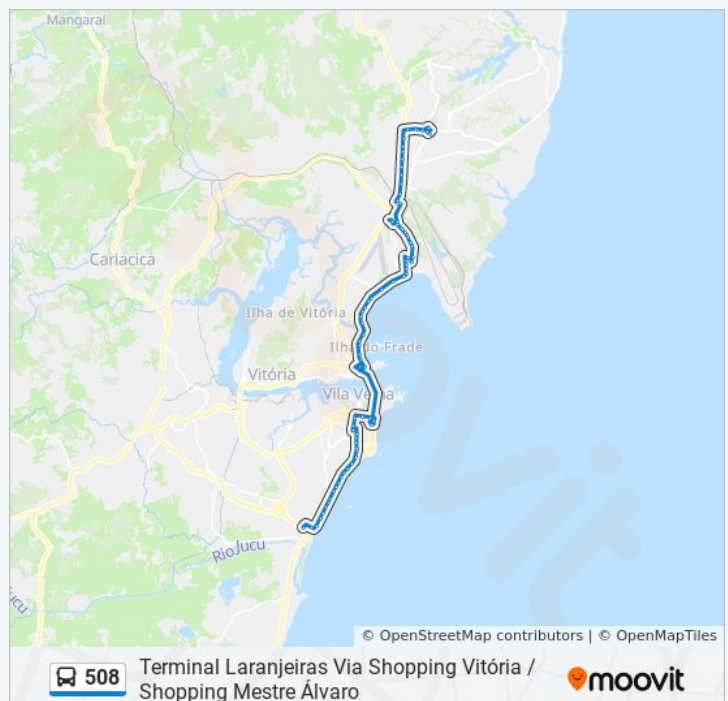 Mangaraí
Cariacica
Ilha de Vitória
Ilha do Frade
Vitória
Vila Velha
Rio Jucu
Jucu
© OpenStreetMap contributors | © OpenMapTiles
508
Terminal Laranjeiras Via Shopping Vitória /
Shopping Mestre Álvaro
moovit